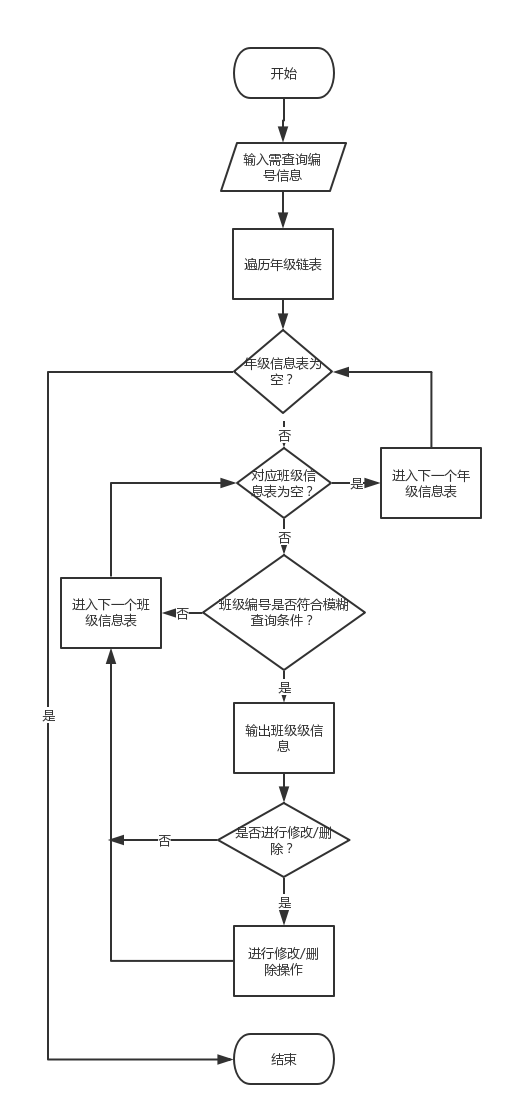 开始
输入需查询编
号信息
遍历年级链表
年级信息表为
空？
否
对应班级信
息表为空？
是
进入下一个年
级信息表
否
进入下一个班
级信息表
否
班级编号是否符合模糊
查询条件？
是
输出班级级信
息
是
否
是否进行修改/删
除？
是
进行修改/删
除操作
结束